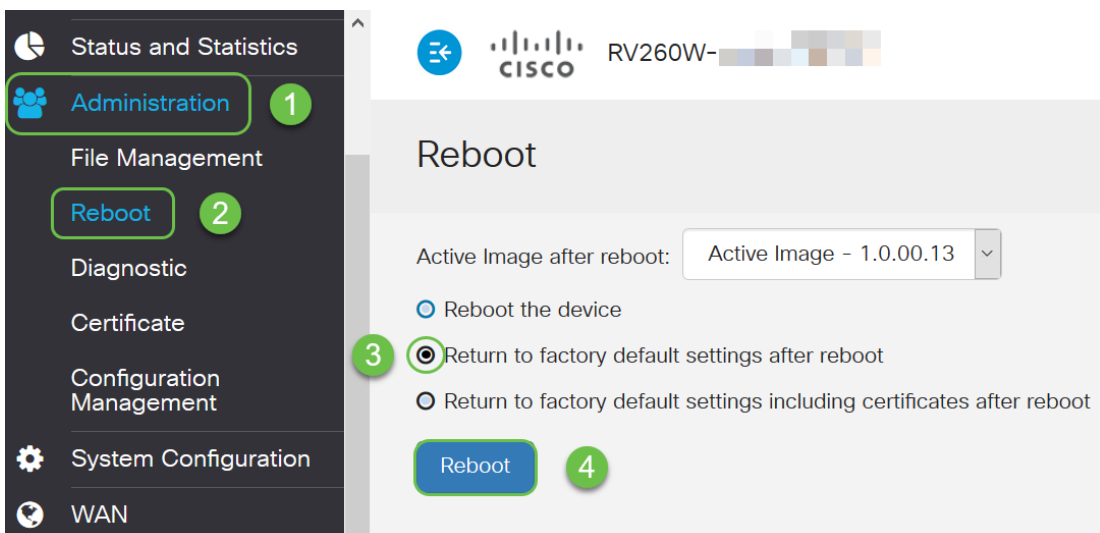 Status and Statistics
Administration
1
File Management
Reboot
2
Diagnostic
Certificate
Configuration
Management
System Configuration
WAN
CISCO
RV260W-
Reboot
Active Image after reboot:
Active Image - 1.0.00.13
Reboot the device
3
Return to factory default settings after reboot
Return to factory default settings including certificates after reboot
Reboot
4